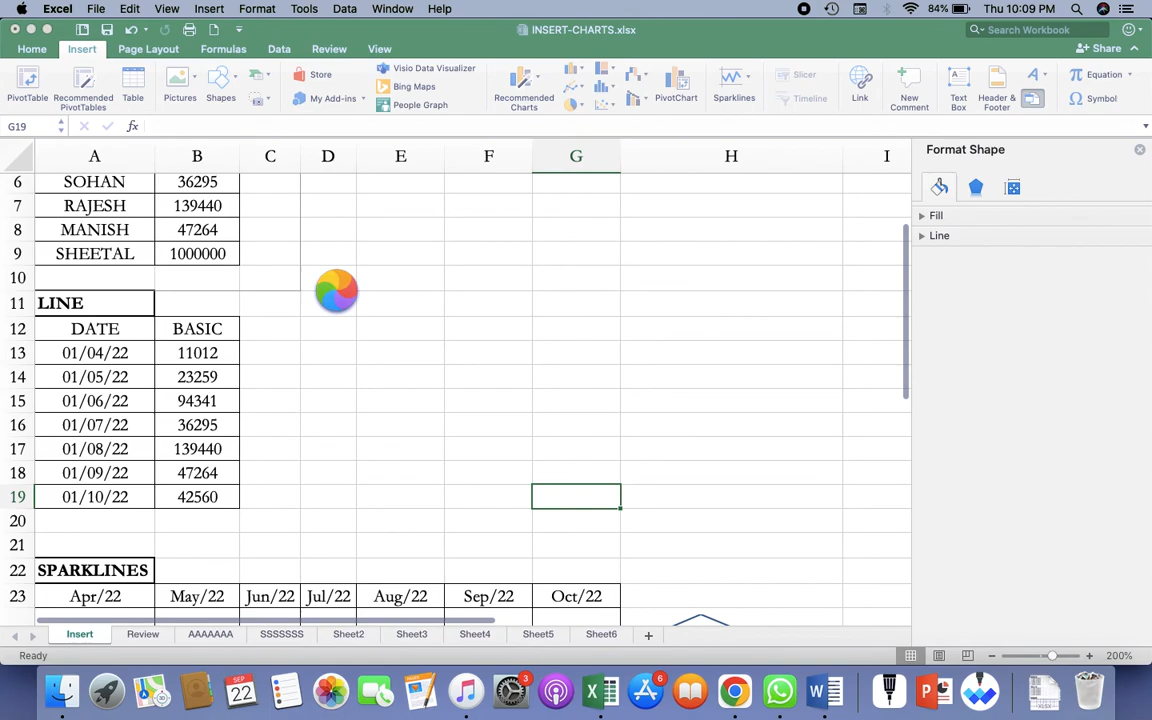 Excel File Edit View Insert Format Tools Data Window Help 84% Thu 10:09 PM
INSERT-CHARTS.xlsx Search Workbook
Home Insert Page Layout Formulas Data Review View Share
PivotTable Recommended PivotTables Table Pictures Shapes Store My Add-ins Visio Data Visualizer Bing Maps People Graph Recommended Charts PivotChart Sparklines Slicer Timeline Link New Comment Text Box Header & Footer Equation Symbol
G19 fx
A B C D E F G H I
Format Shape
6 SOHAN 36295
7 RAJESH 139440
Fill
8 MANISH 47264
Line
9 SHEETAL 1000000
10
11 LINE
12 DATE BASIC
13 01/04/22 11012
14 01/05/22 23259
15 01/06/22 94341
16 01/07/22 36295
17 01/08/22 139440
18 01/09/22 47264
19 01/10/22 42560
20
21
22 SPARKLINES
23 Apr/22 May/22 Jun/22 Jul/22 Aug/22 Sep/22 Oct/22
Insert Review AAAAAAA SSSSSSS Sheet2 Sheet3 Sheet4 Sheet5 Sheet6
Ready 200%
SEP 22 3 6